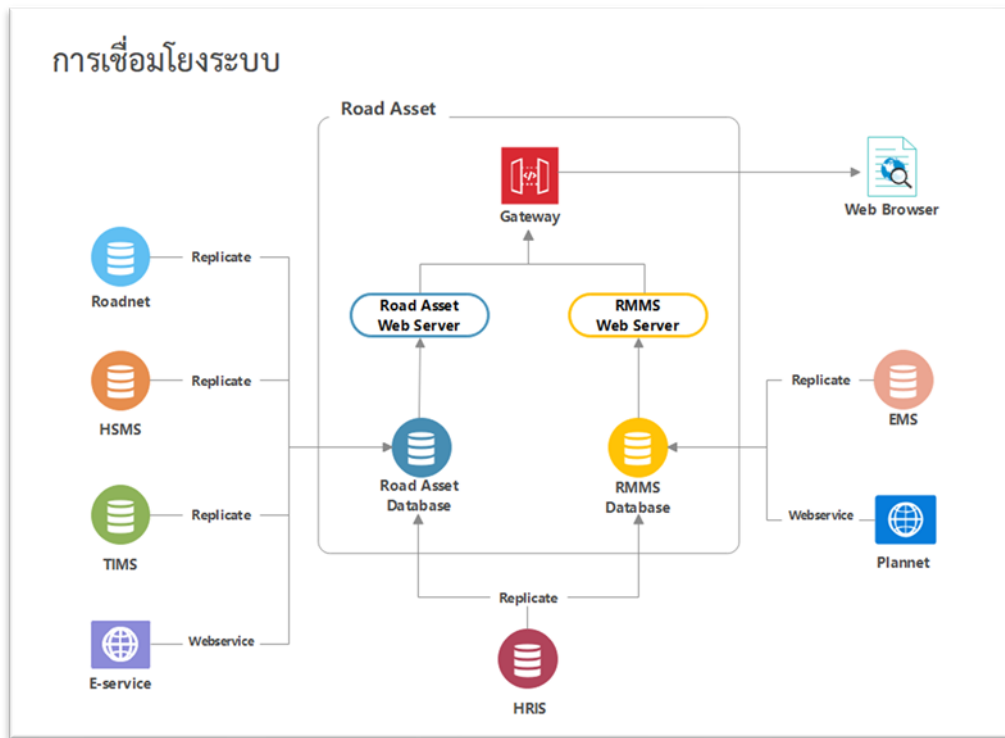 การเชื่อมโยงระบบ
Road Asset
Gateway
Web Browser
Replicate
Roadnet
Road Asset
Web Server
RMMS
Web Server
Replicate
HSMS
Replicate
EMS
Road Asset
Database
RMMS
Database
Replicate
TIMS
Webservice
Plannet
Replicate
Webservice
E-service
HRIS